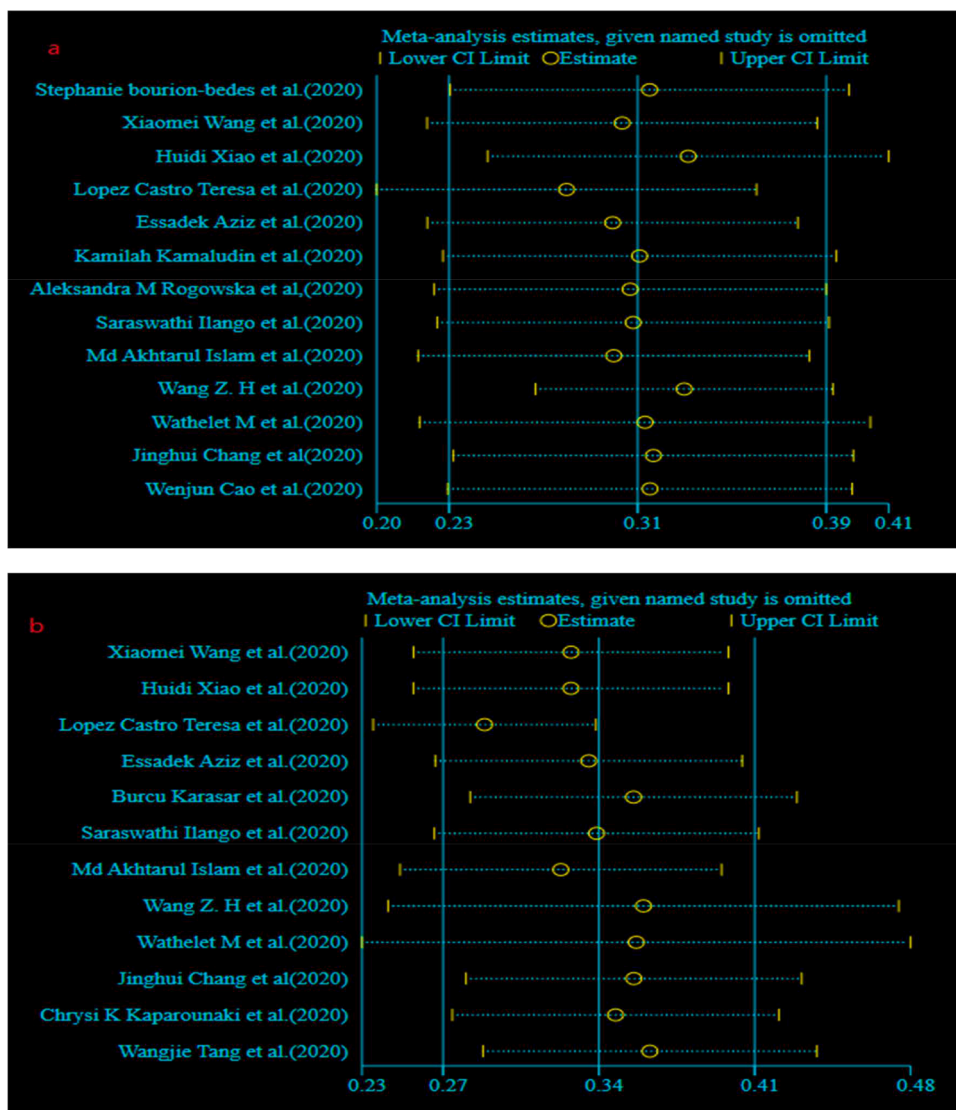 a
Meta-analysis estimates, given named study is omitted
| Lower CI Limit Estimate | Upper CI Limit
Stephanie bourion-bedes et al.(2020)
Xiaomei Wang et al.(2020)
Huidi Xiao et al.(2020)
Lopez Castro Teresa et al.(2020)
Essadek Aziz et al.(2020)
Kamilah Kamaludin et al.(2020)
Aleksandra M Rogowska et al,(2020)
Saraswathi Ilango et al.(2020)
Md Akhtarul Islam et al.(2020)
Wang Z. H et al.(2020)
Wathelet M et al.(2020)
Jinghui Chang et al(2020)
Wenjun Cao et al.(2020)
0.20 0.23 0.31 0.39 0.41
b
Meta-analysis estimates, given named study is omitted
| Lower CI Limit Estimate | Upper CI Limit
Xiaomei Wang et al.(2020)
Huidi Xiao et al.(2020)
Lopez Castro Teresa et al.(2020)
Essadek Aziz et al.(2020)
Burcu Karasar et al.(2020)
Saraswathi Ilango et al.(2020)
Md Akhtarul Islam et al.(2020)
Wang Z. H et al.(2020)
Wathelet M et al.(2020)
Jinghui Chang et al(2020)
Chrysi K Kaparounaki et al.(2020)
Wangjie Tang et al.(2020)
0.23 0.27 0.34 0.41 0.48